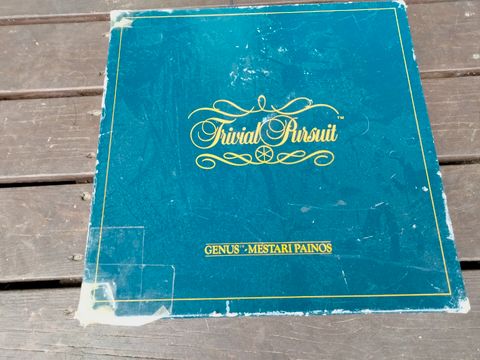 Trivial Pursuit™
GENUS™-MESTARI PAINOS